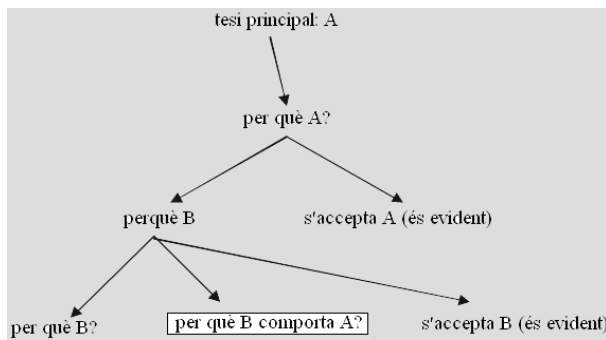 tesi principal: A
per què A?
perquè B
s'accepta A (és evident)
per què B?
per què B comporta A?
s'accepta B (és evident)